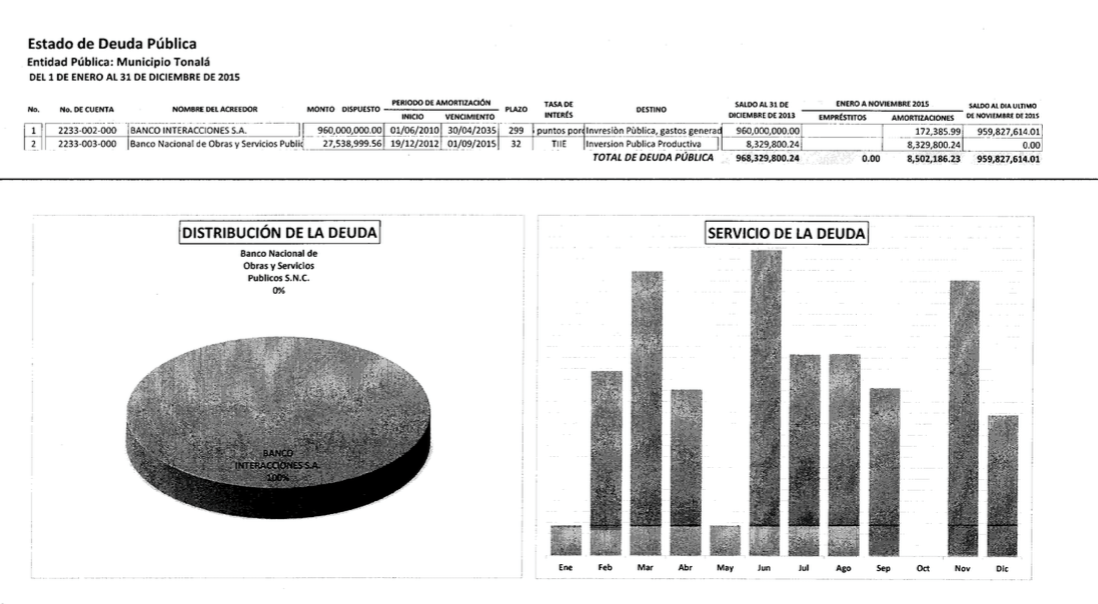 Estado de Deuda Pública
Entidad Pública: Municipio Tonalá
DEL 1 DE ENERO AL 31 DE DICIEMBRE DE 2015
No. No. DE CUENTA NOMBRE DEL ACREEDOR MONTO DISPUESTO PERIODO DE AMORTIZACIÓN INICIO VENCIMIENTO PLAZO TASA DE INTERÉS DESTINO SALDO AL 31 DE DICIEMBRE DE 2013 ENERO A NOVIEMBRE 2015 EMPRÉSTITOS AMORTIZACIONES SALDO AL DIA ULTIMO DE NOVIEMBRE DE 2015
1 2233-002-000 BANCO INTERACCIONES S.A. 960,000,000.00 01/06/2010 30/04/2035 299 puntos por Invresión Pública, gastos generad 960,000,000.00 172,385.99 959,827,614.01
2 2233-003-000 Banco Nacional de Obras y Servicios Public 27,538,999.56 19/12/2012 01/09/2015 32 TIIE Inversion Publica Productiva 8,329,800.24 8,329,800.24 0.00
TOTAL DE DEUDA PÚBLICA 968,329,800.24 0.00 8,502,186.23 959,827,614.01
DISTRIBUCIÓN DE LA DEUDA
Banco Nacional de
Obras y Servicios
Publicos S.N.C.
0%
BANCO
INTERACCIONES S.A.
100%
SERVICIO DE LA DEUDA
Ene Feb Mar Abr May Jun Jul Ago Sep Oct Nov Dic